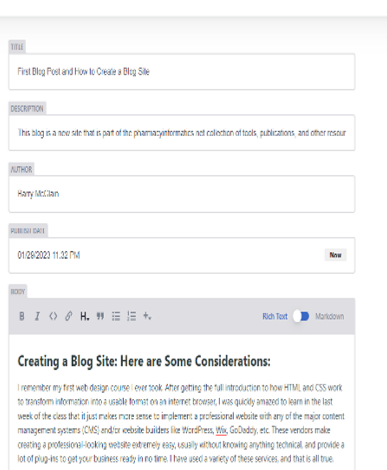 TITLE
First Blog Post and How to Create a Blog Site
DESCRIPTION
This blog is a new site that is part of the pharmacyinformatics.net collection of tools, publications, and other resour
AUTHOR
Harry McClain
PUBLISH DATE
01/29/2023 11:32 PM
Now
BODY
Rich Text Markdown
Creating a Blog Site: Here are Some Considerations:
I remember my first web design course I ever took. After getting the full introduction to how HTML and CSS work
to transform information into a usable format on an internet browser, I was quickly amazed to learn in the last
week of the class that it just makes more sense to implement a professional website with any of the major content
management systems (CMS) and/or website builders like WordPress, Wix, GoDaddy, etc. These vendors make
creating a professional-looking website extremely easy, usually without knowing anything technical, and provide a
lot of plug-ins to get your business ready in no time. I have used a variety of these services, and that is all true.